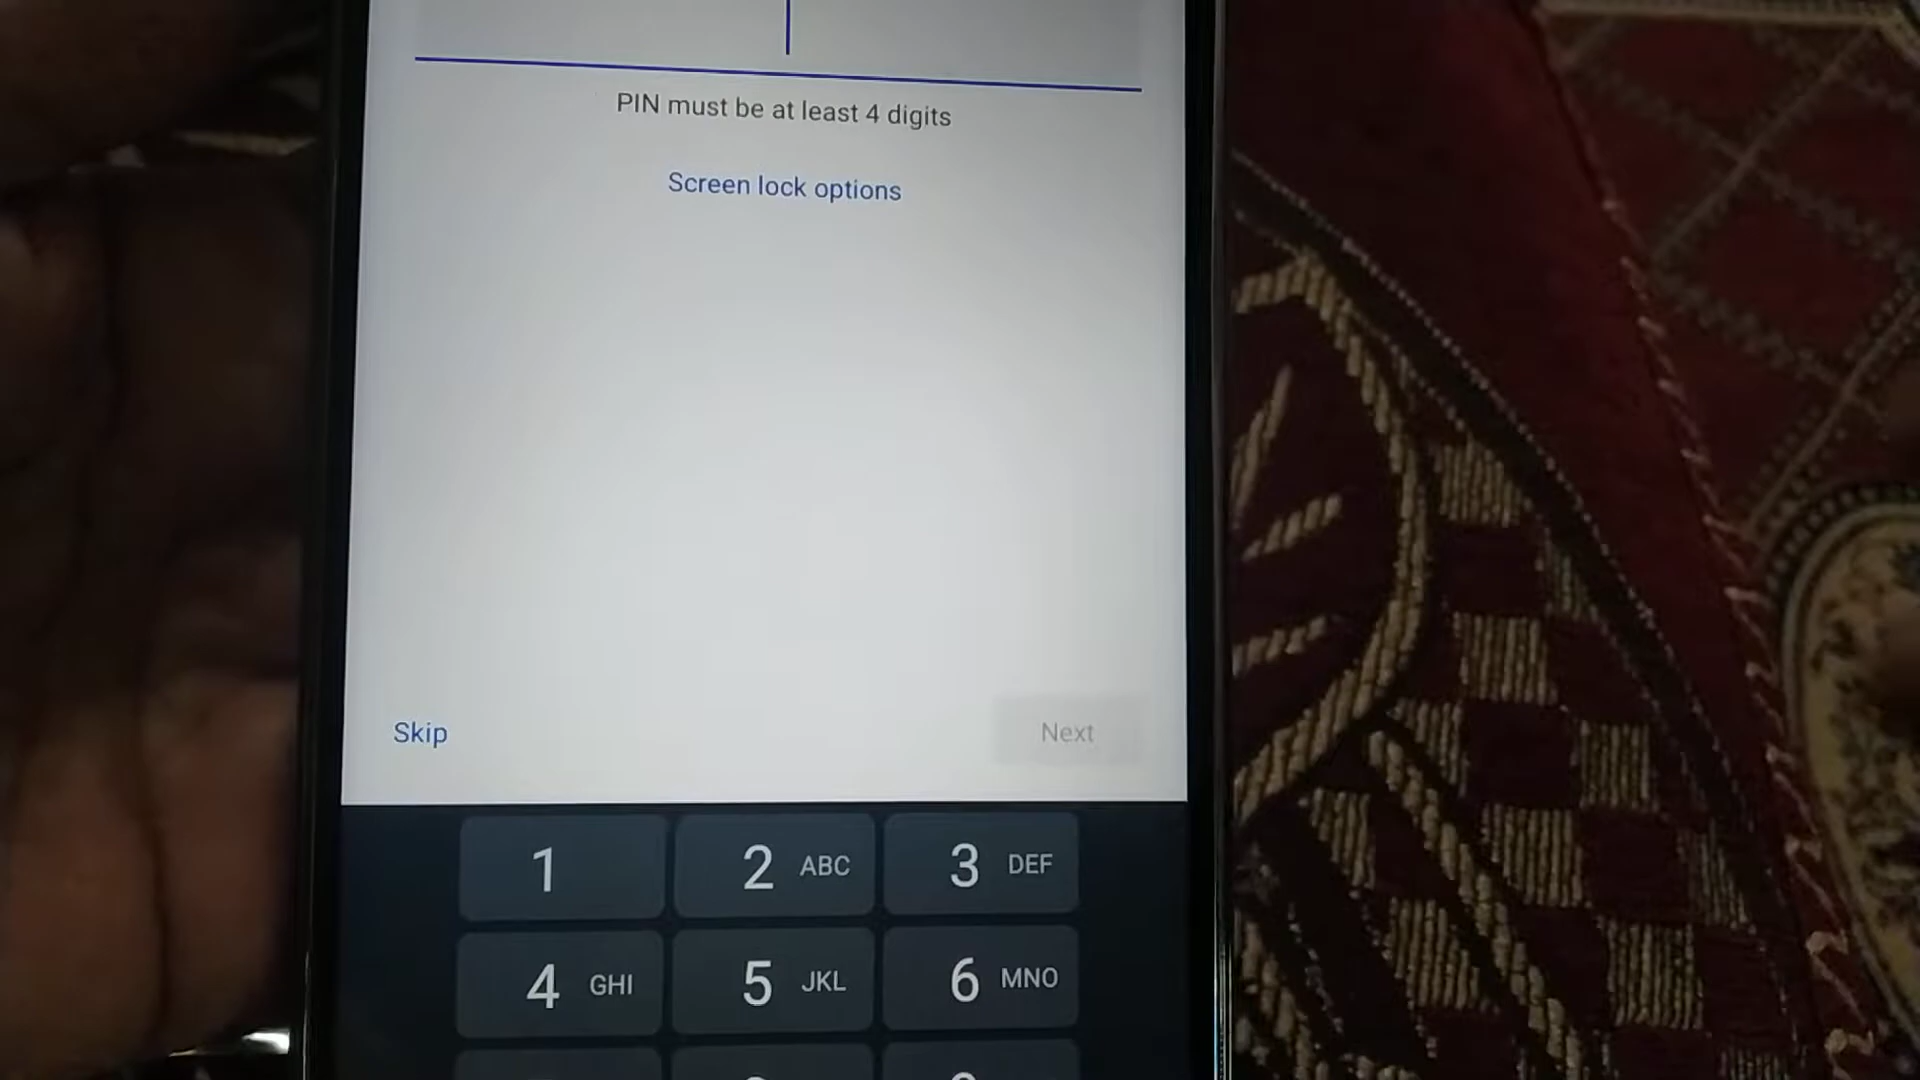 PIN must be at least 4 digits
Screen lock options
Skip
Next
1
2 ABC
3 DEF
4 GHI
5 JKL
6 MNO